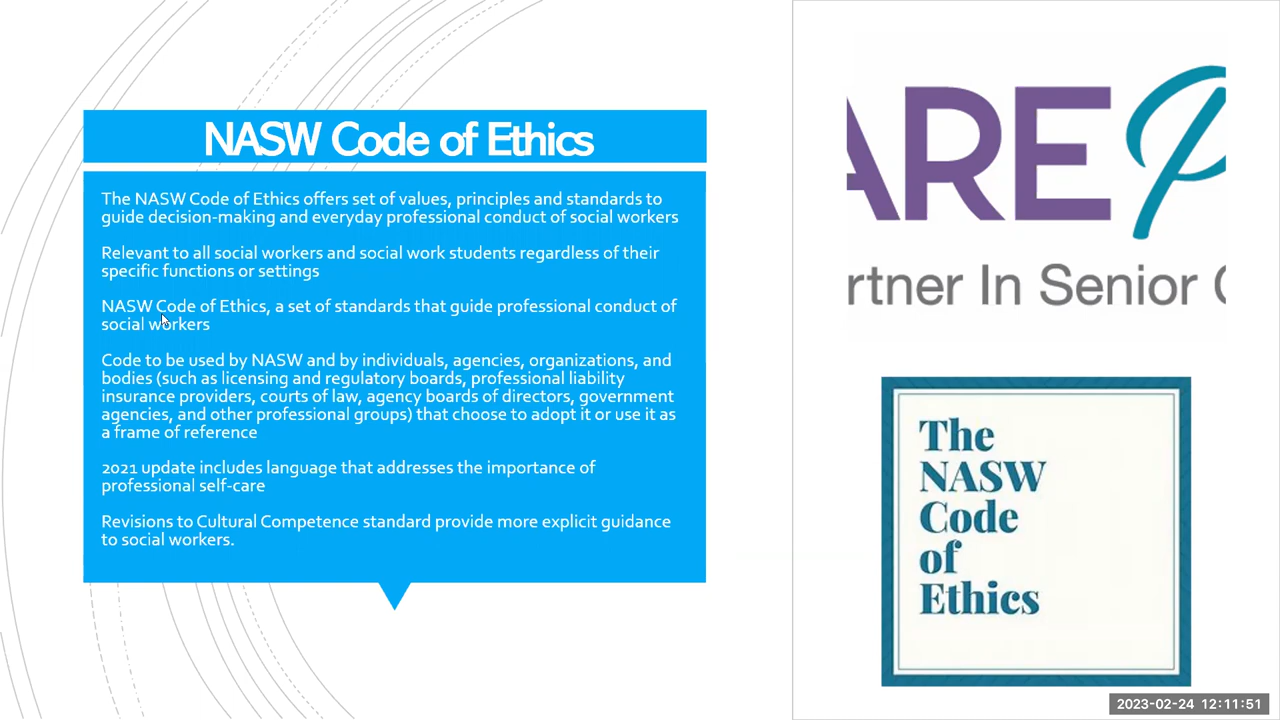 NASW Code of Ethics
The NASW Code of Ethics offers set of values, principles and standards to
guide decision-making and everyday professional conduct of social workers
Relevant to all social workers and social work students regardless of their
specific functions or settings
NASW Code of Ethics, a set of standards that guide professional conduct of
social workers
Code to be used by NASW and by individuals, agencies, organizations, and
bodies (such as licensing and regulatory boards, professional liability
insurance providers, courts of law, agency boards of directors, government
agencies, and other professional groups) that choose to adopt it or use it as
a frame of reference
2021 update includes language that addresses the importance of
professional self-care
Revisions to Cultural Competence standard provide more explicit guidance
to social workers.
ARE P
rtner In Senior
The
NASW
Code
of
Ethics
2023-02-24 12:11:51